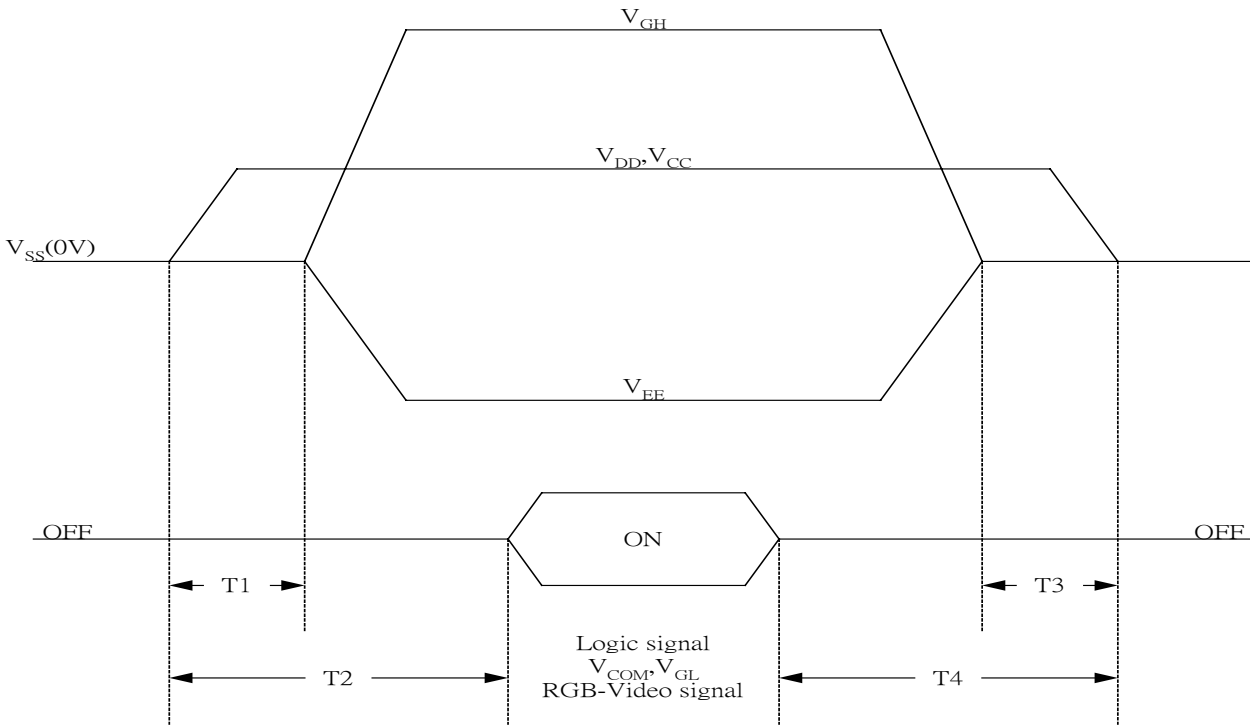 VGH
VDD,VCC
VSS(0V)
VEE
OFF
ON
OFF
T1
T3
Logic signal
VCOM,VGL
RGB-Video signal
T2
T4